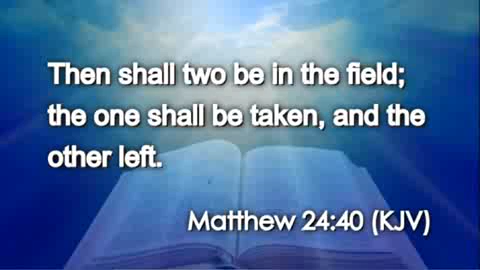 Then shall two be in the field;
the one shall be taken, and the
other left.
Matthew 24:40 (KJV)